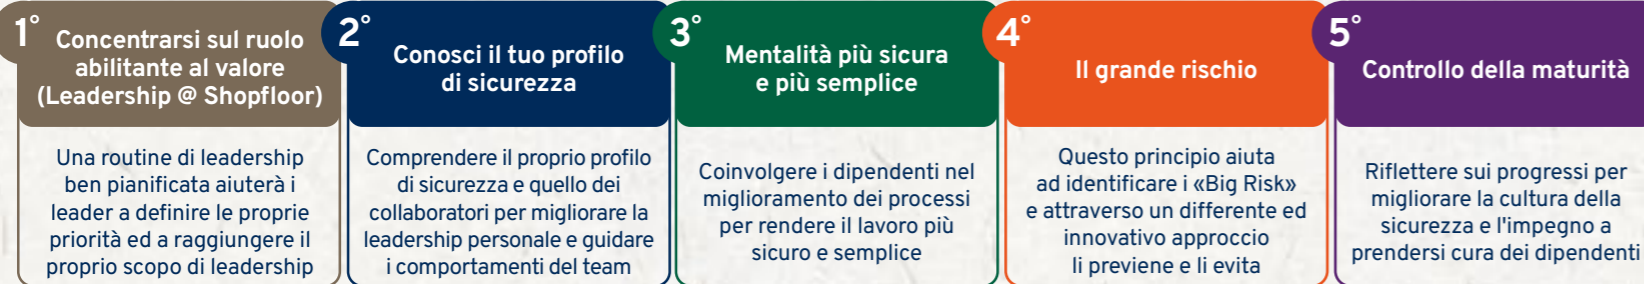 1°
Concentrarsi sul ruolo
abilitante al valore
(Leadership @ Shopfloor)
Una routine di leadership
ben pianificata aiuterà i
leader a definire le proprie
priorità ed a raggiungere il
proprio scopo di leadership
2°
Conosci il tuo profilo
di sicurezza
Comprendere il proprio profilo
di sicurezza e quello dei
collaboratori per migliorare la
leadership personale e guidare
i comportamenti del team
3°
Mentalità più sicura
e più semplice
Coinvolgere i dipendenti nel
miglioramento dei processi
per rendere il lavoro più
sicuro e semplice
4°
Il grande rischio
Questo principio aiuta
ad identificare i «Big Risk»
e attraverso un differente ed
innovativo approccio
li previene e li evita
5°
Controllo della maturità
Riflettere sui progressi per
migliorare la cultura della
sicurezza e l'impegno a
prendersi cura dei dipendenti